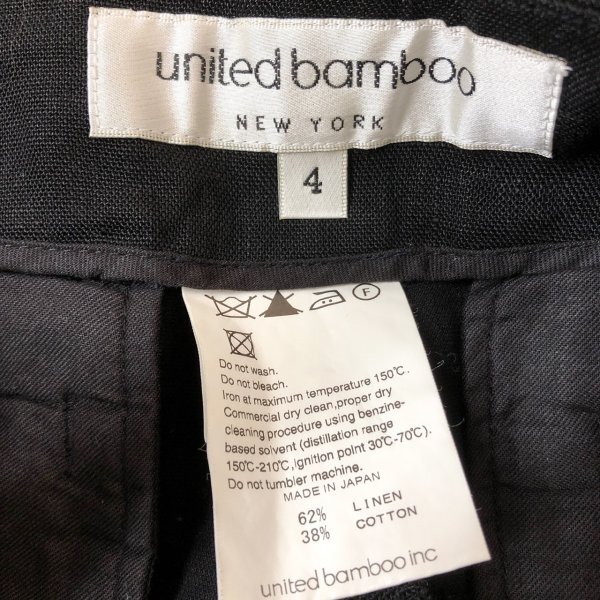 united bamboo
NEW YORK
4
F
Do not wash.
Do not bleach.
Iron at maximum temperature 150℃.
Commercial dry clean,proper dry
cleaning procedure using benzine-
based solvent (distillation range
150℃-210℃,ignition point 30℃-70℃).
Do not tumbler machine.
MADE IN JAPAN
62% LINEN
38% COTTON
united bamboo inc